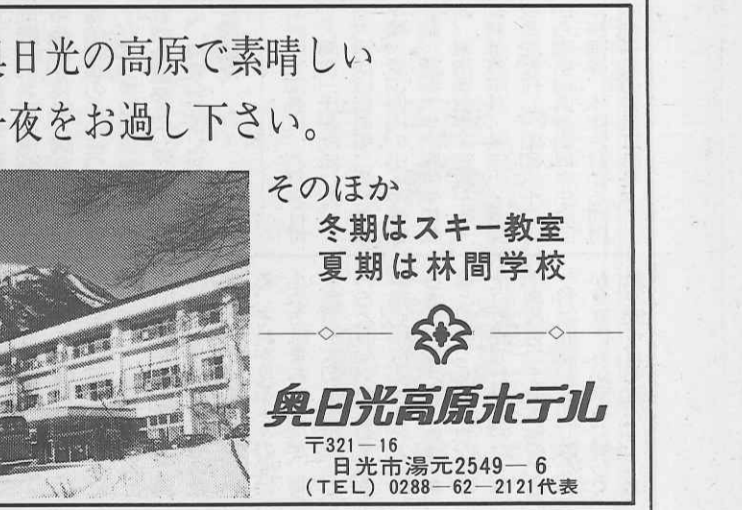 奥日光の高原で素晴しい
一夜をお過し下さい。
そのほか
冬期はスキー教室
夏期は林間学校
奥日光高原ホテル
〒321―16
日光市湯元2549―6
(TEL) 0288―62―2121代表